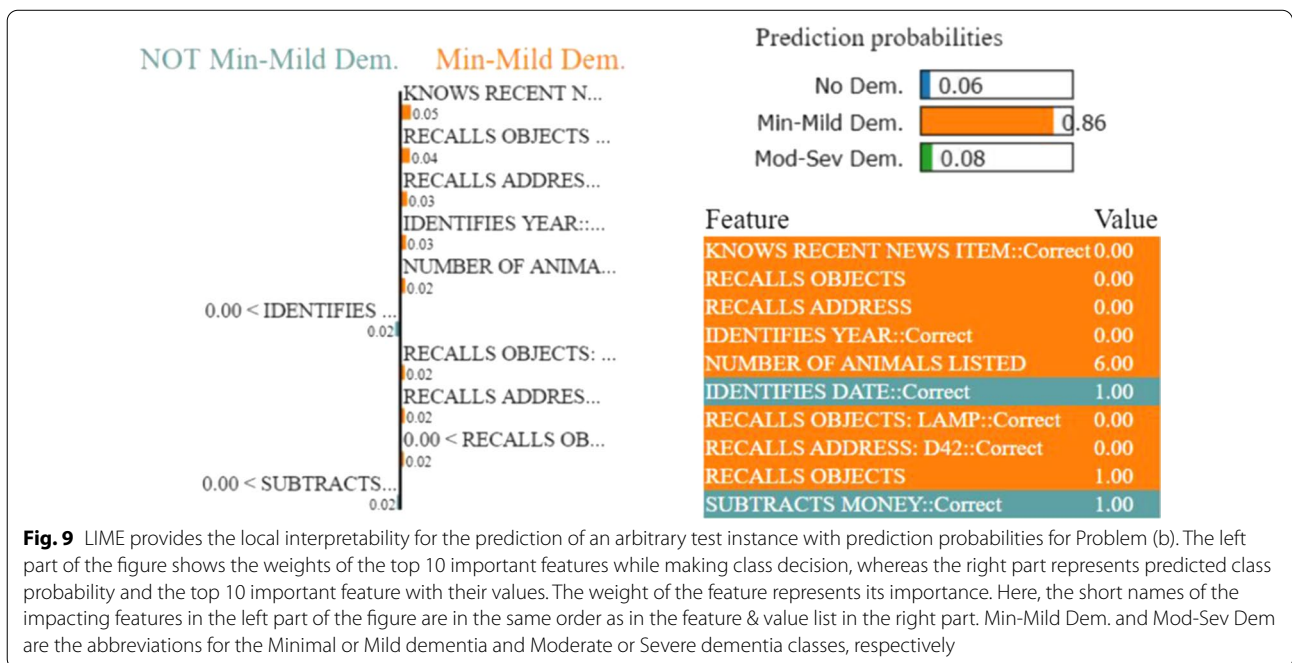 NOT Min-Mild Dem. Min-Mild Dem.
KNOWS RECENT N...
0.05
RECALLS OBJECTS ...
0.04
RECALLS ADDRES...
0.03
IDENTIFIES YEAR::...
0.03
NUMBER OF ANIMA...
0.02
0.00 < IDENTIFIES ...
0.02
RECALLS OBJECTS: ...
0.02
RECALLS ADDRES...
0.02
0.00 < RECALLS OB...
0.02
0.00 < SUBTRACTS...
0.02
Prediction probabilities
No Dem. 0.06
Min-Mild Dem. 0.86
Mod-Sev Dem. 0.08
Feature Value
KNOWS RECENT NEWS ITEM::Correct 0.00
RECALLS OBJECTS 0.00
RECALLS ADDRESS 0.00
IDENTIFIES YEAR::Correct 0.00
NUMBER OF ANIMALS LISTED 6.00
IDENTIFIES DATE::Correct 1.00
RECALLS OBJECTS: LAMP::Correct 0.00
RECALLS ADDRESS: D42::Correct 0.00
RECALLS OBJECTS 1.00
SUBTRACTS MONEY::Correct 1.00
Fig. 9 LIME provides the local interpretability for the prediction of an arbitrary test instance with prediction probabilities for Problem (b). The left
part of the figure shows the weights of the top 10 important features while making class decision, whereas the right part represents predicted class
probability and the top 10 important feature with their values. The weight of the feature represents its importance. Here, the short names of the
impacting features in the left part of the figure are in the same order as in the feature & value list in the right part. Min-Mild Dem. and Mod-Sev Dem
are the abbreviations for the Minimal or Mild dementia and Moderate or Severe dementia classes, respectively